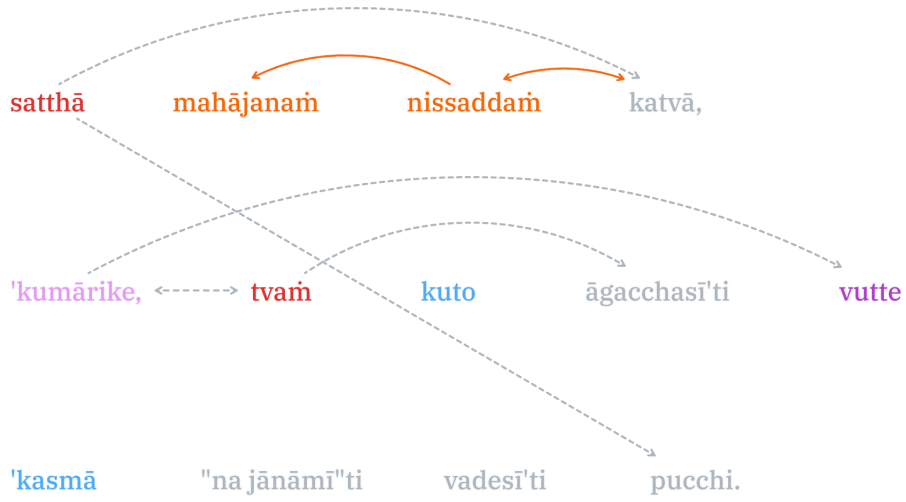 satthā mahājanaṁ nissaddaṁ katvā,
'kumārike, tvaṁ kuto āgacchasī'ti vutte
'kasmā "na jānāmī"ti vadesī'ti pucchi.